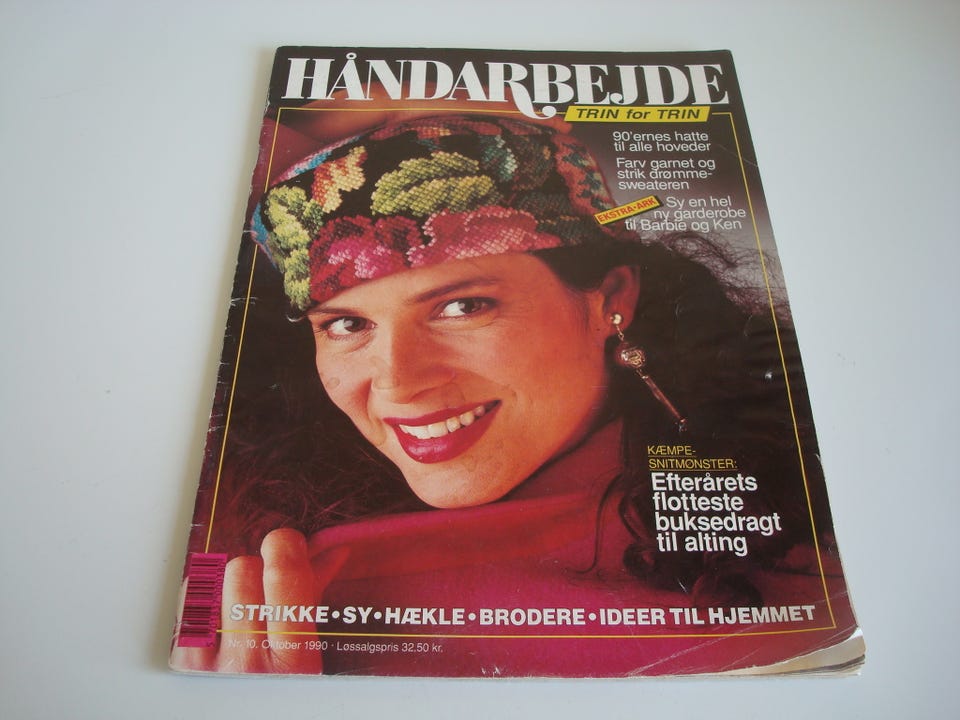 HÅNDARBEJDE
TRIN for TRIN
90'ernes hatte
til alle hoveder
Farv garnet og
strik drømme-
sweateren
EKSTRA-ARK
Sy en hel
ny garderobe
til Barbie og Ken
KÆMPE-
SNITMØNSTER:
Efterårets
flotteste
buksedragt
til alting
STRIKKE•SY•HÆKLE•BRODERE•IDEER TIL HJEMMET
Nr. 10. Oktober 1990 · Løssalgspris 32.50 kr.